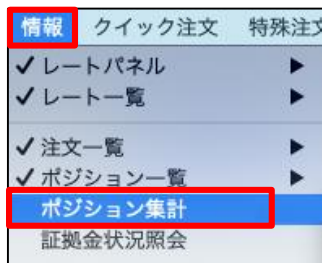 情報 クイック注文 特殊注文
✓レートパネル ▶
✓レート一覧 ▶
✓注文一覧 ▶
✓ポジション一覧 ▶
ポジション集計
証拠金状況照会